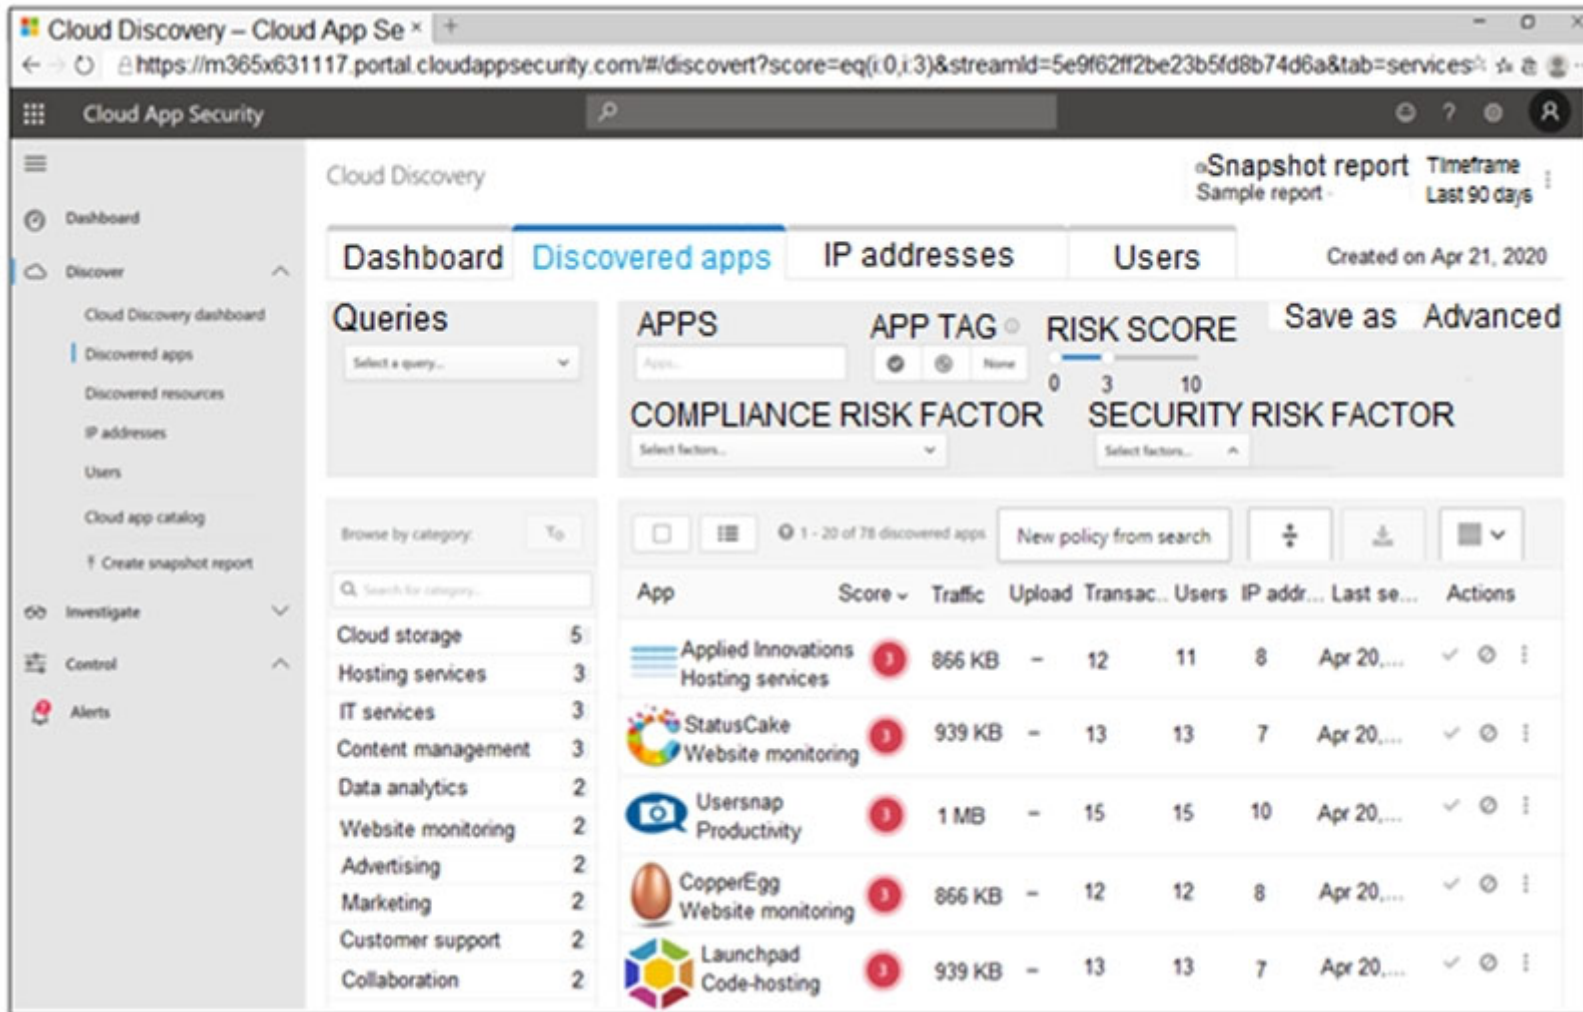 Cloud Discovery – Cloud App Se × +
https://m365x631117.portal.cloudappsecurity.com/#/discovert?score=eq(i:0,i:3)&streamId=5e9f62ff2be23b5fd8b74d6a&tab=services
Cloud App Security
Dashboard
Discover
Cloud Discovery dashboard
Discovered apps
Discovered resources
IP addresses
Users
Cloud app catalog
Create snapshot report
Investigate
Control
Alerts
Cloud Discovery
Snapshot report
Sample report
Timeframe
Last 90 days
Dashboard Discovered apps IP addresses Users
Created on Apr 21, 2020
Queries
Select a query...
APPS
Apps...
APP TAG
None
RISK SCORE
0 3 10
Save as Advanced
COMPLIANCE RISK FACTOR
Select factors...
SECURITY RISK FACTOR
Select factors...
Browse by category:
Search for category...
Cloud storage 5
Hosting services 3
IT services 3
Content management 3
Data analytics 2
Website monitoring 2
Advertising 2
Marketing 2
Customer support 2
Collaboration 2
1 - 20 of 78 discovered apps
New policy from search
App Score Traffic Upload Transac... Users IP addr... Last se... Actions
Applied Innovations
Hosting services
3 866 KB – 12 11 8 Apr 20,...
StatusCake
Website monitoring
3 939 KB – 13 13 7 Apr 20,...
Usersnap
Productivity
3 1 MB – 15 15 10 Apr 20,...
CopperEgg
Website monitoring
3 866 KB – 12 12 8 Apr 20,...
Launchpad
Code-hosting
3 939 KB – 13 13 7 Apr 20,...